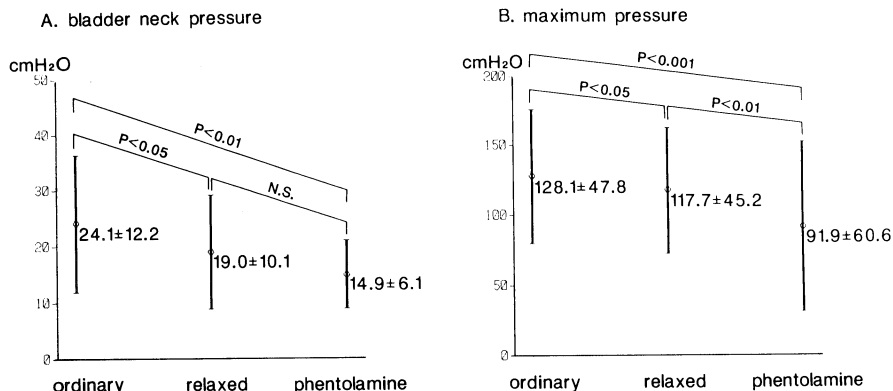 A. bladder neck pressure
cmH₂O
50
40
30
20
10
0
P<0.01
P<0.05
N.S.
24.1±12.2
19.0±10.1
14.9±6.1
ordinary relaxed phentolamine
B. maximum pressure
cmH₂O
200
150
100
50
0
P<0.001
P<0.05
P<0.01
128.1±47.8
117.7±45.2
91.9±60.6
ordinary relaxed phentolamine